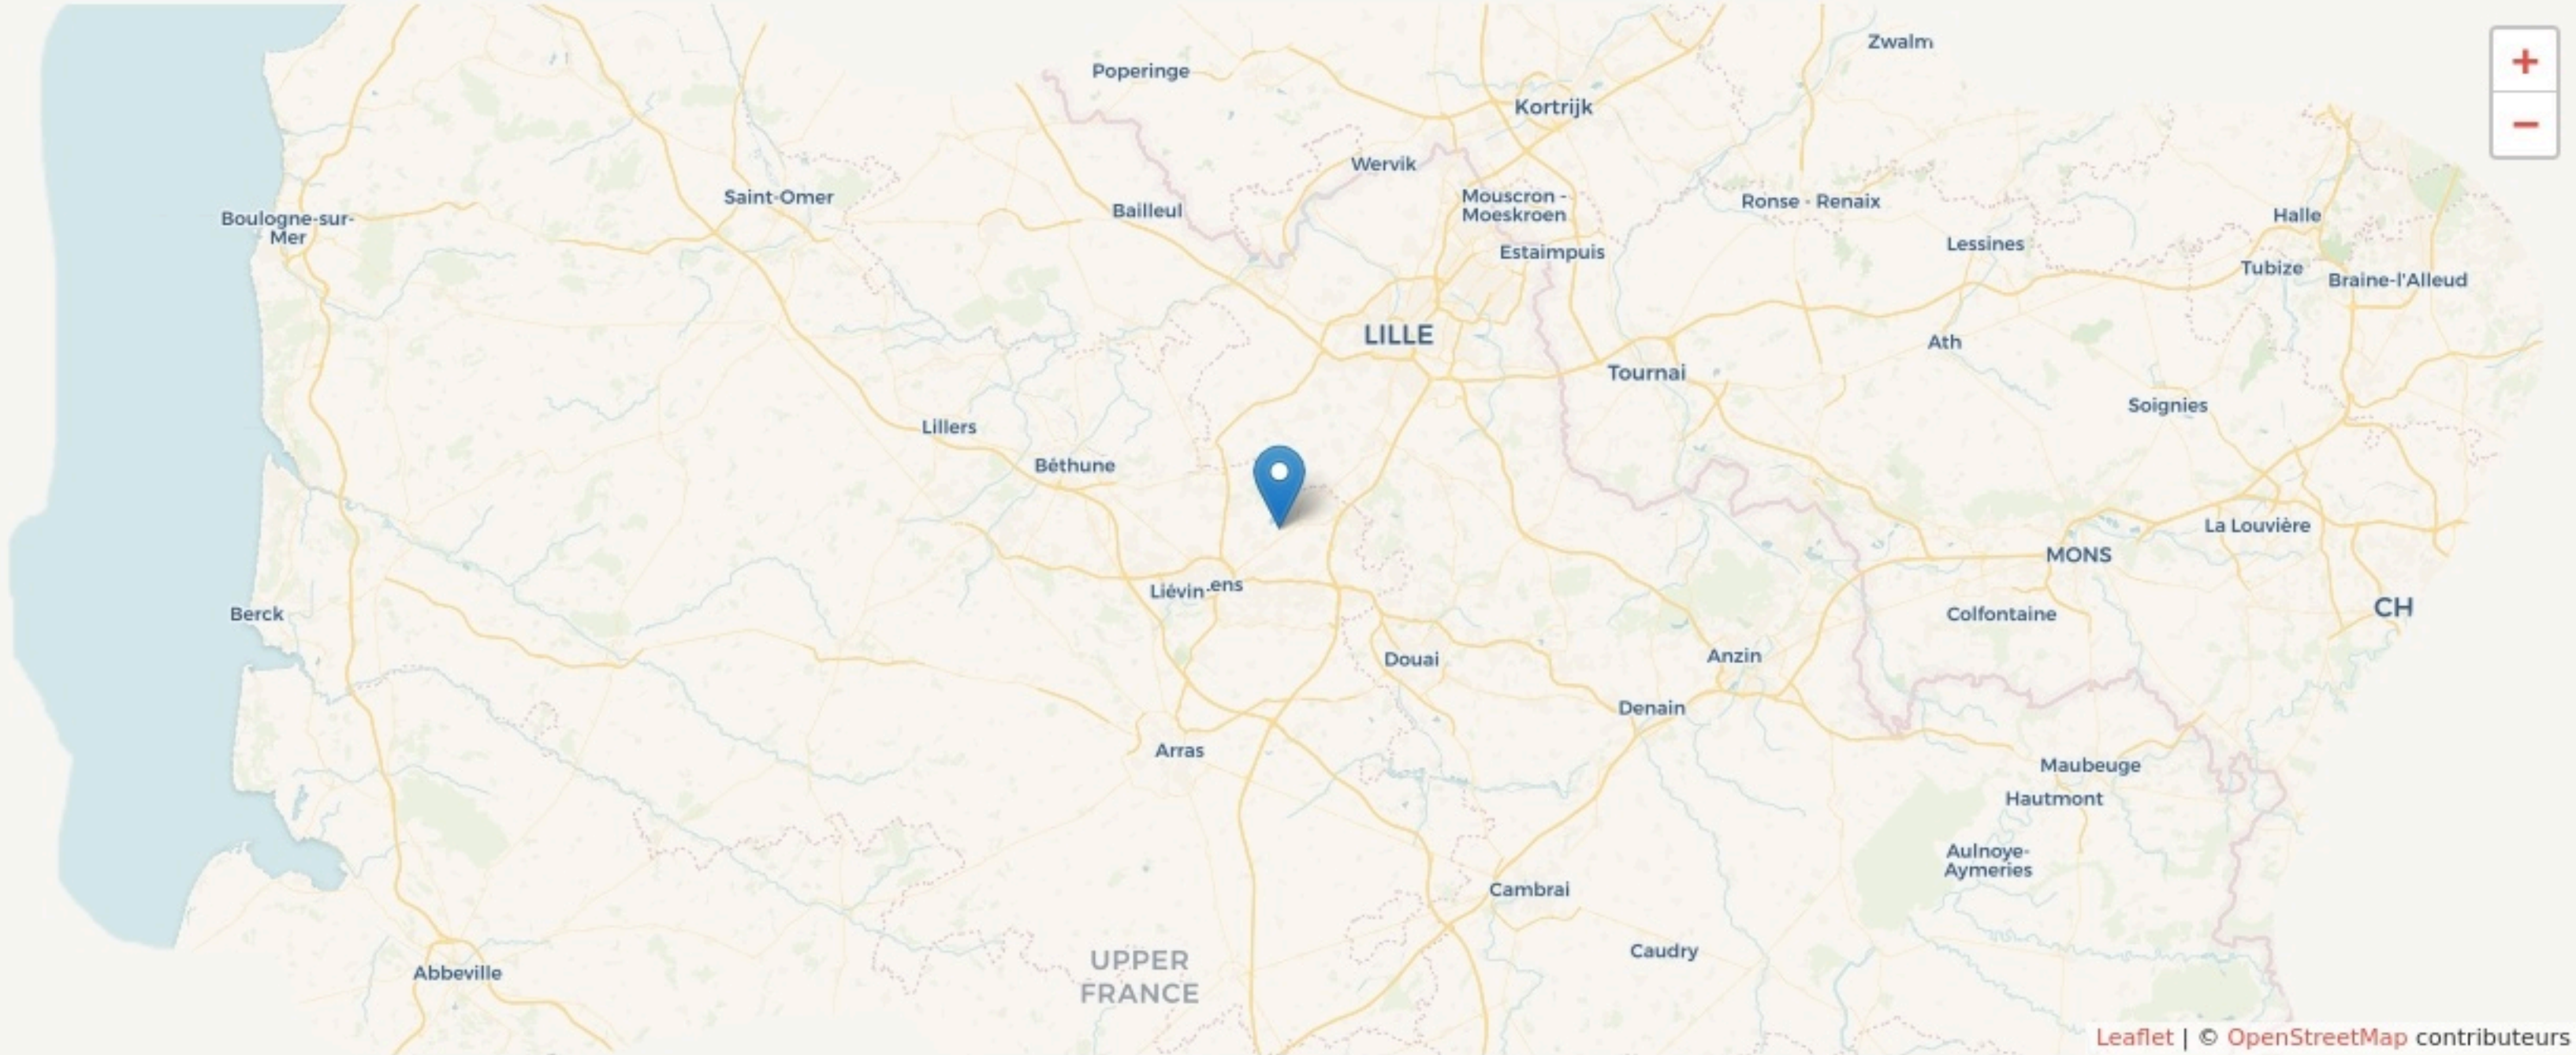 Zwalm
+
Poperinge
−
Kortrijk
Wervik
Saint-Omer
Mouscron -
Moeskroen
Ronse - Renaix
Bailleul
Halle
Boulogne-sur-
Mer
Lessines
Estaimpuis
Tubize
Braine-l'Alleud
LILLE
Ath
Tournai
Soignies
Lillers
Béthune
La Louvière
MONS
Liévin
ens
CH
Berck
Colfontaine
Douai
Anzin
Denain
Arras
Maubeuge
Hautmont
Aulnoye-
Aymeries
Cambrai
Caudry
UPPER
FRANCE
Abbeville
Leaflet | © OpenStreetMap contributeurs